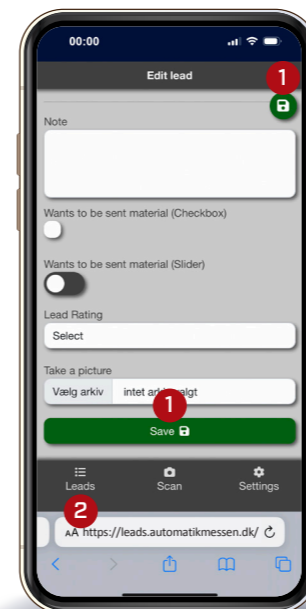 00:00
Edit lead
1
Note
Wants to be sent material (Checkbox)
Wants to be sent material (Slider)
Lead Rating
Select
Take a picture
Vælg arkiv intet
1
Save
Leads Scan Settings
2
AA https://leads.automatikmessen.dk/